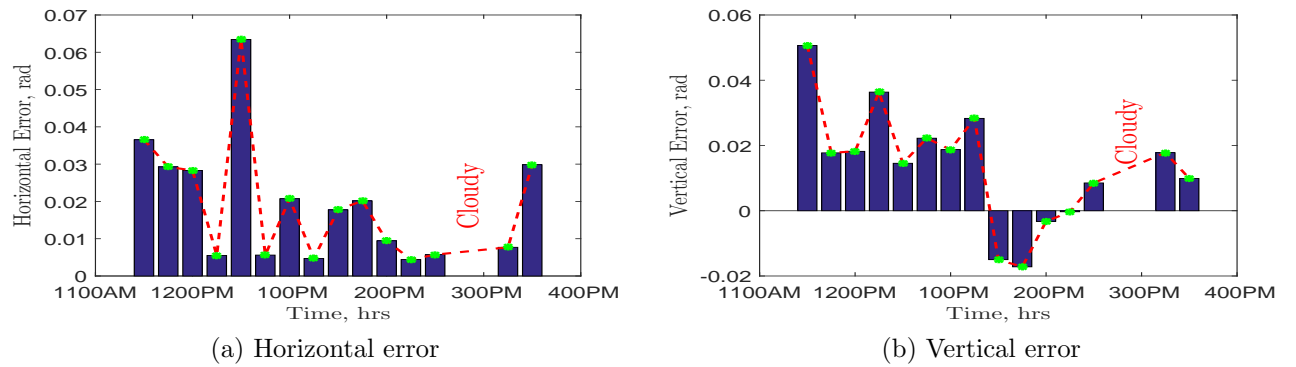 0.07
0.06
0.05
0.04
0.03
0.02
0.01
0
Horizontal Error, rad
Cloudy
1100AM 1200PM 100PM 200PM 300PM 400PM
Time, hrs
(a) Horizontal error
0.06
0.04
0.02
0
-0.02
Vertical Error, rad
Cloudy
1100AM 1200PM 100PM 200PM 300PM 400PM
Time, hrs
(b) Vertical error